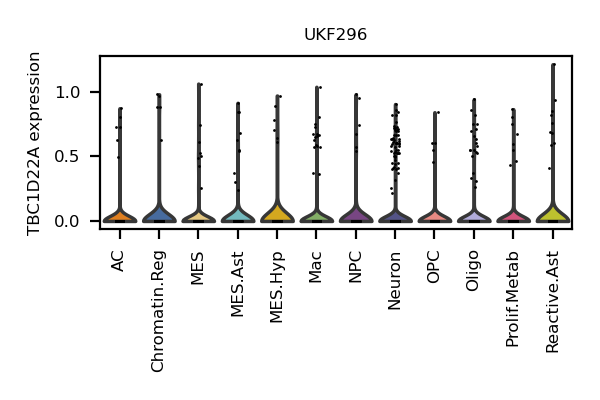 UKF296
TBC1D22A expression
1.0
0.5
0.0
AC
Chromatin.Reg
MES
MES.Ast
MES.Hyp
Mac
NPC
Neuron
OPC
Oligo
Prolif.Metab
Reactive.Ast